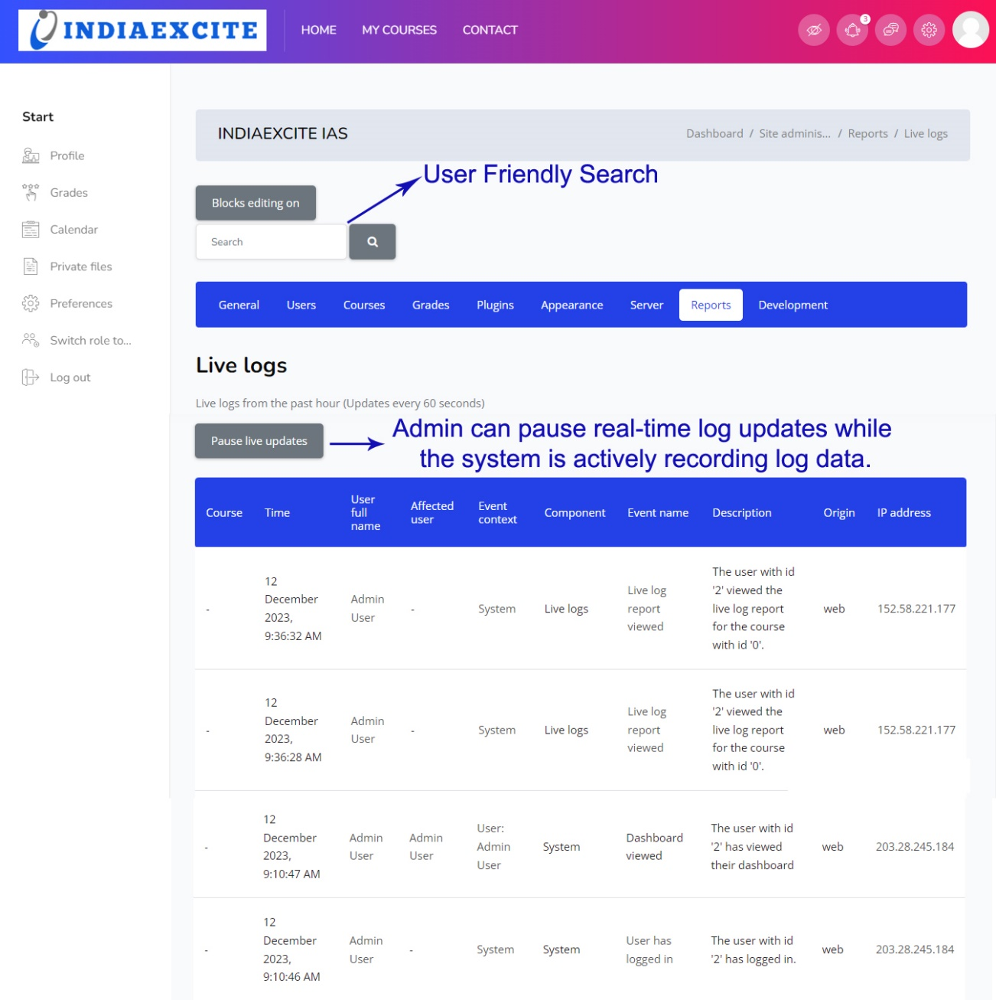 INDIAEXCITE
HOME MY COURSES CONTACT
3
Start
Profile
Grades
Calendar
Private files
Preferences
Switch role to...
Log out
INDIAEXCITE IAS
Dashboard / Site adminis... / Reports / Live logs
User Friendly Search
Blocks editing on
Search
General Users Courses Grades Plugins Appearance Server Reports Development
Live logs
Live logs from the past hour (Updates every 60 seconds)
Pause live updates
Admin can pause real-time log updates while
the system is actively recording log data.
Course
Time
User
full
name
Affected
user
Event
context
Component
Event name
Description
Origin
IP address
-
12
December
2023,
9:36:32 AM
Admin
User
-
System
Live logs
Live log
report
viewed
The user with id
'2' viewed the
live log report
for the course
with id '0'.
web
152.58.221.177
-
12
December
2023,
9:36:28 AM
Admin
User
-
System
Live logs
Live log
report
viewed
The user with id
'2' viewed the
live log report
for the course
with id '0'.
web
152.58.221.177
-
12
December
2023,
9:10:47 AM
Admin
User
Admin
User
User:
Admin
User
System
Dashboard
viewed
The user with id
'2' has viewed
their dashboard
web
203.28.245.184
-
12
December
2023,
9:10:46 AM
Admin
User
-
System
System
User has
logged in
The user with id
'2' has logged in.
web
203.28.245.184